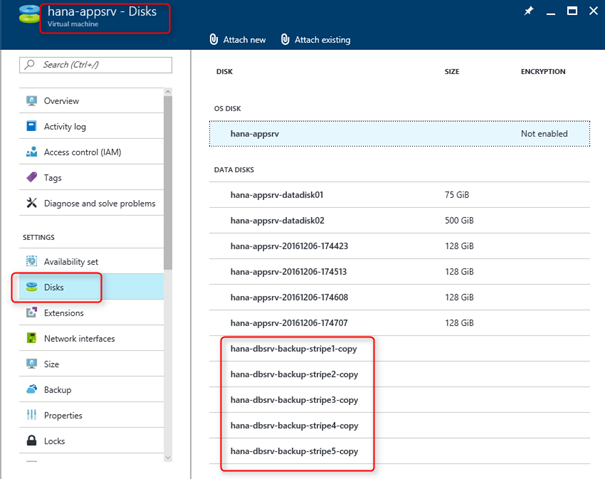 hana-appsrv - Disks
Virtual machine
Attach new Attach existing
Search (Ctrl+/)
Overview
Activity log
Access control (IAM)
Tags
Diagnose and solve problems
SETTINGS
Availability set
Disks
Extensions
Network interfaces
Size
Backup
Properties
Locks
DISK SIZE ENCRYPTION
OS DISK
hana-appsrv Not enabled
DATA DISKS
hana-appsrv-datadisk01 75 GiB
hana-appsrv-datadisk02 500 GiB
hana-appsrv-20161206-174423 128 GiB
hana-appsrv-20161206-174513 128 GiB
hana-appsrv-20161206-174608 128 GiB
hana-appsrv-20161206-174707 128 GiB
hana-dbsrv-backup-stripe1-copy
hana-dbsrv-backup-stripe2-copy
hana-dbsrv-backup-stripe3-copy
hana-dbsrv-backup-stripe4-copy
hana-dbsrv-backup-stripe5-copy